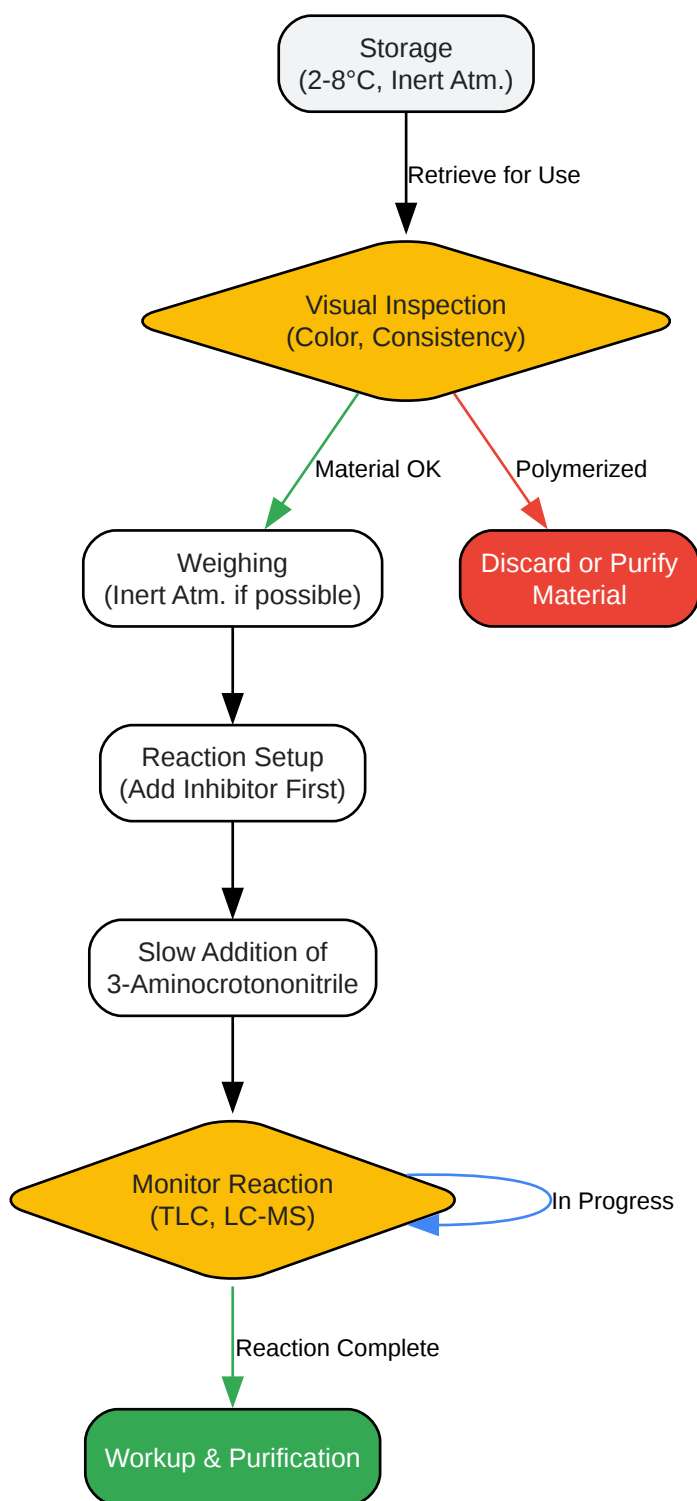 Storage
(2-8°C, Inert Atm.)
Retrieve for Use
Visual Inspection
(Color, Consistency)
Material OK
Polymerized
Weighing
(Inert Atm. if possible)
Discard or Purify
Material
Reaction Setup
(Add Inhibitor First)
Slow Addition of
3-Aminocrotononitrile
Monitor Reaction
(TLC, LC-MS)
In Progress
Reaction Complete
Workup & Purification